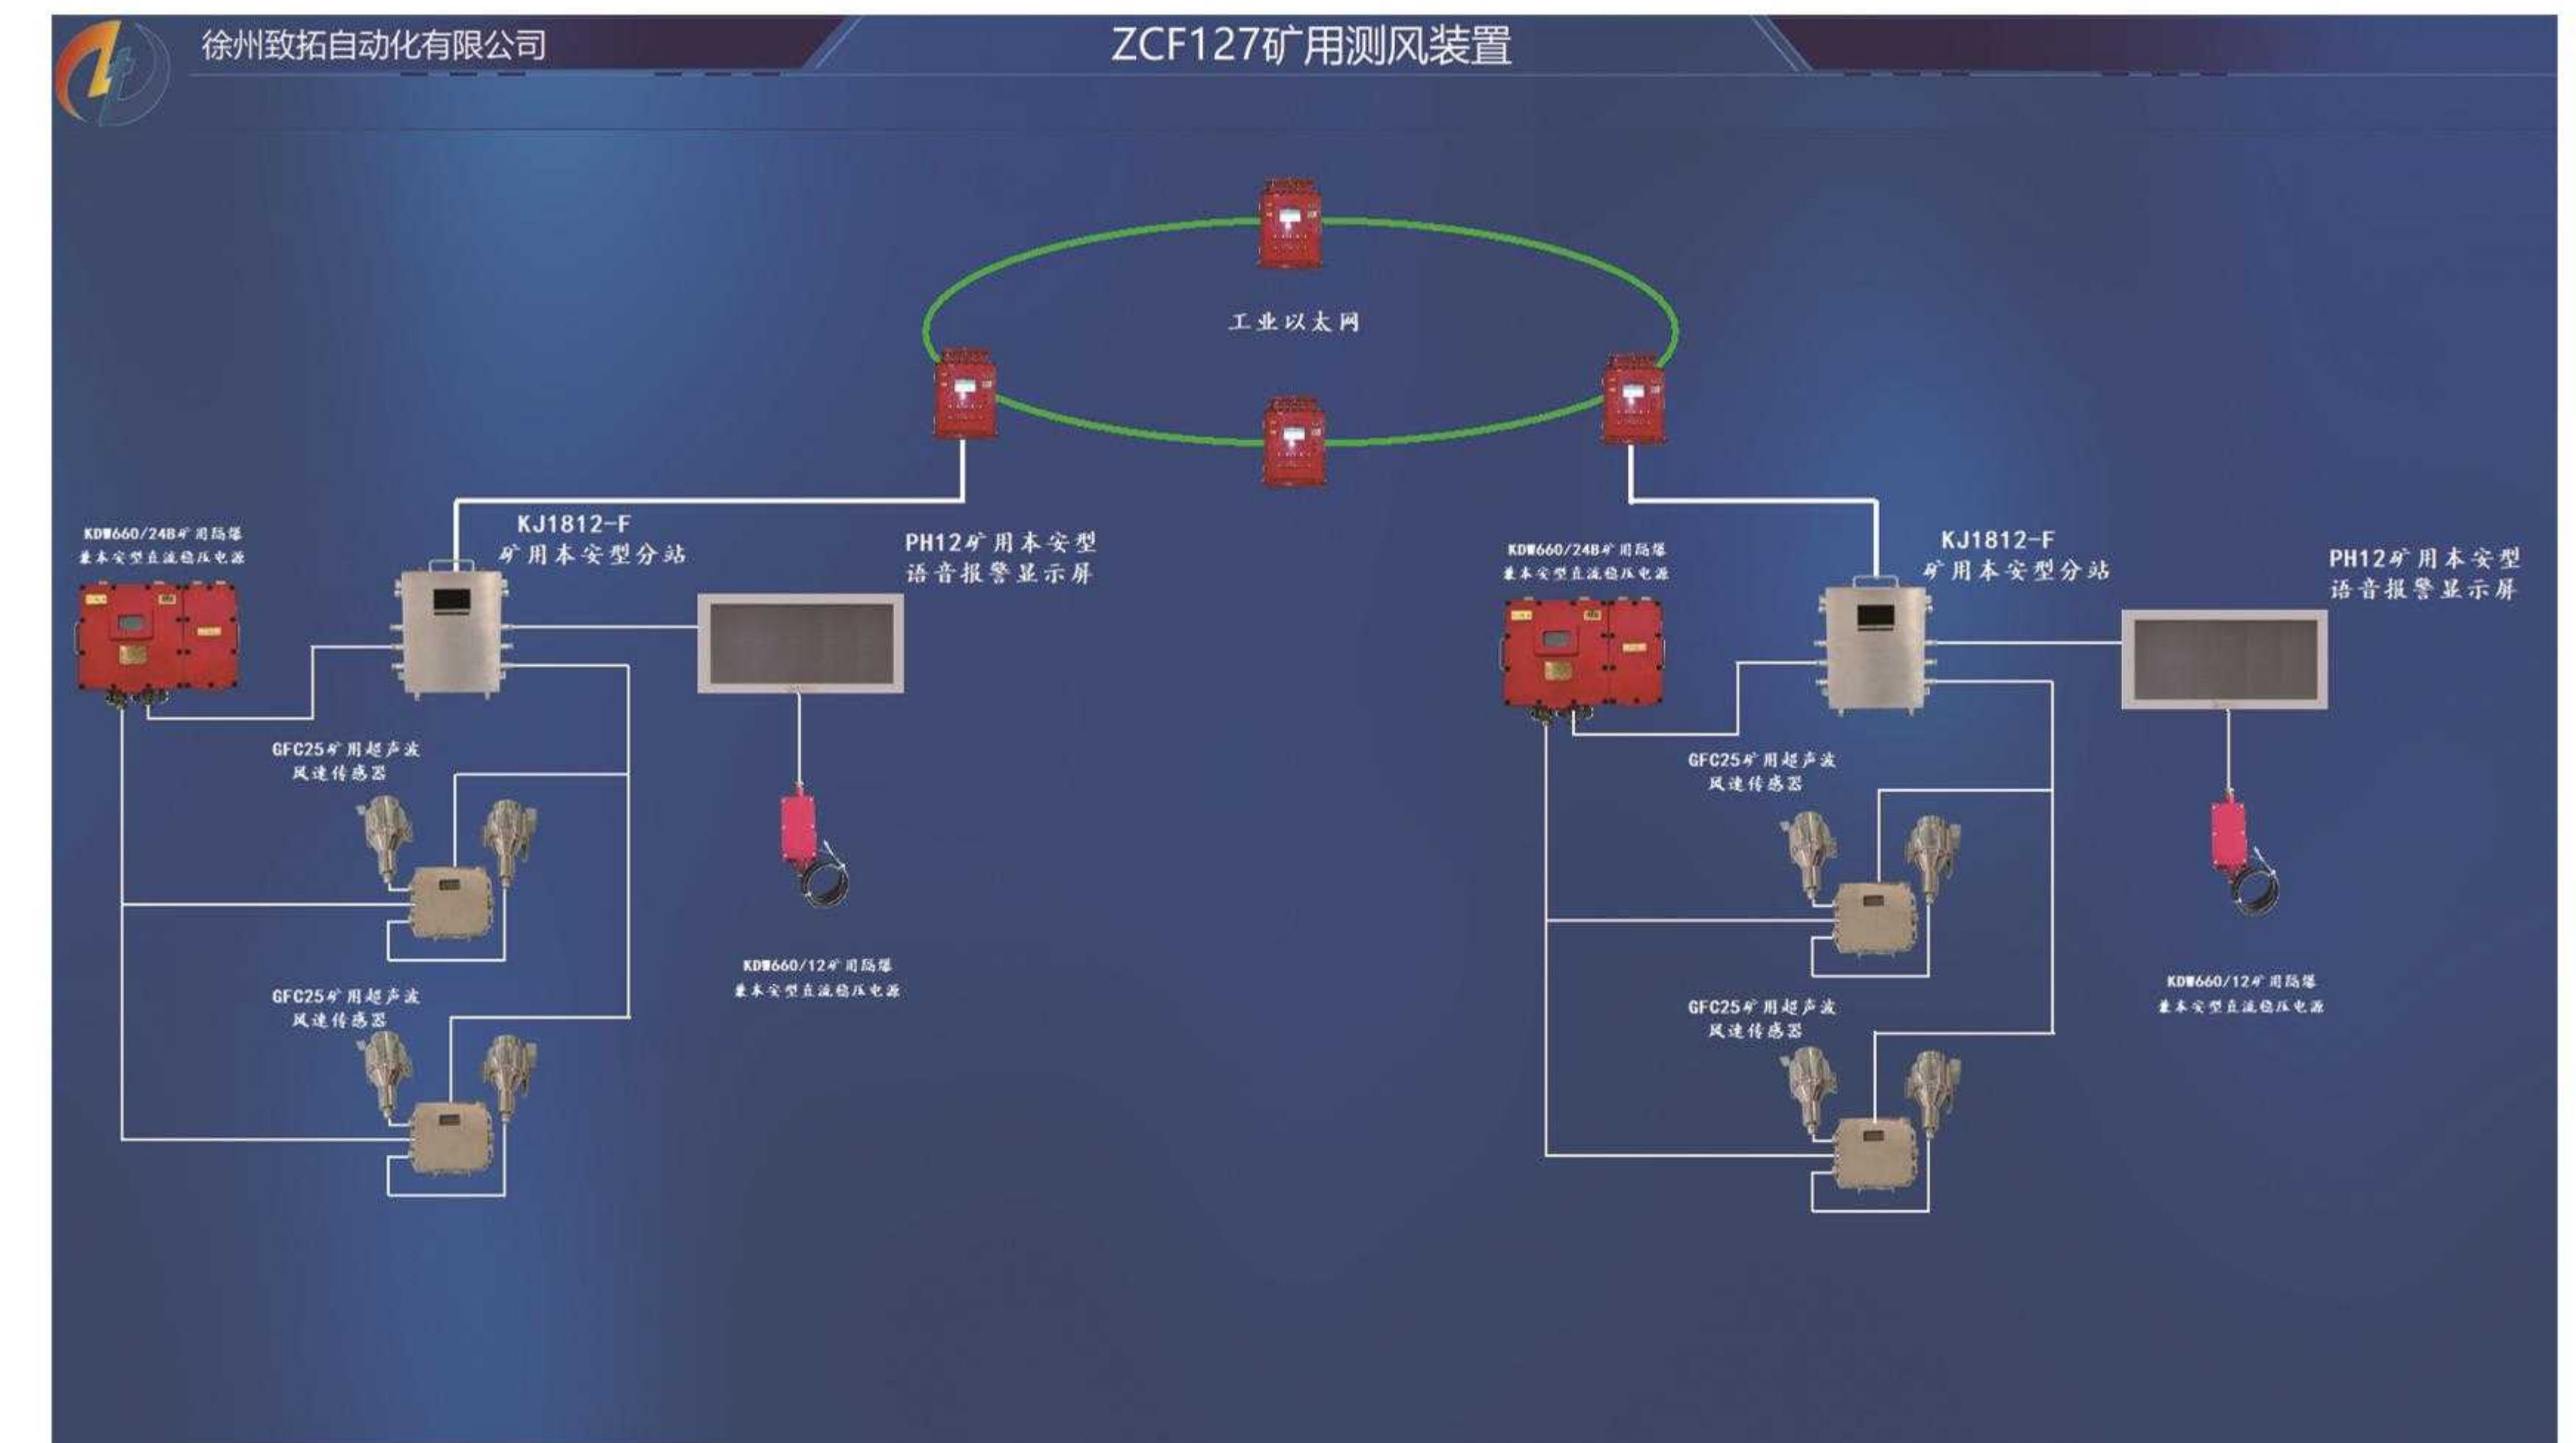 徐州致拓自动化有限公司
ZCF127矿用测风装置
工业以太网
KDW660/24B矿用隔爆
兼本安型直流稳压电源
KJ1812-F
矿用本安型分站
PH12矿用本安型
语音报警显示屏
GFC25矿用超声波
风速传感器
KDW660/12矿用隔爆
兼本安型直流稳压电源
GFC25矿用超声波
风速传感器
KDW660/24B矿用隔爆
兼本安型直流稳压电源
KJ1812-F
矿用本安型分站
PH12矿用本安型
语音报警显示屏
GFC25矿用超声波
风速传感器
KDW660/12矿用隔爆
兼本安型直流稳压电源
GFC25矿用超声波
风速传感器